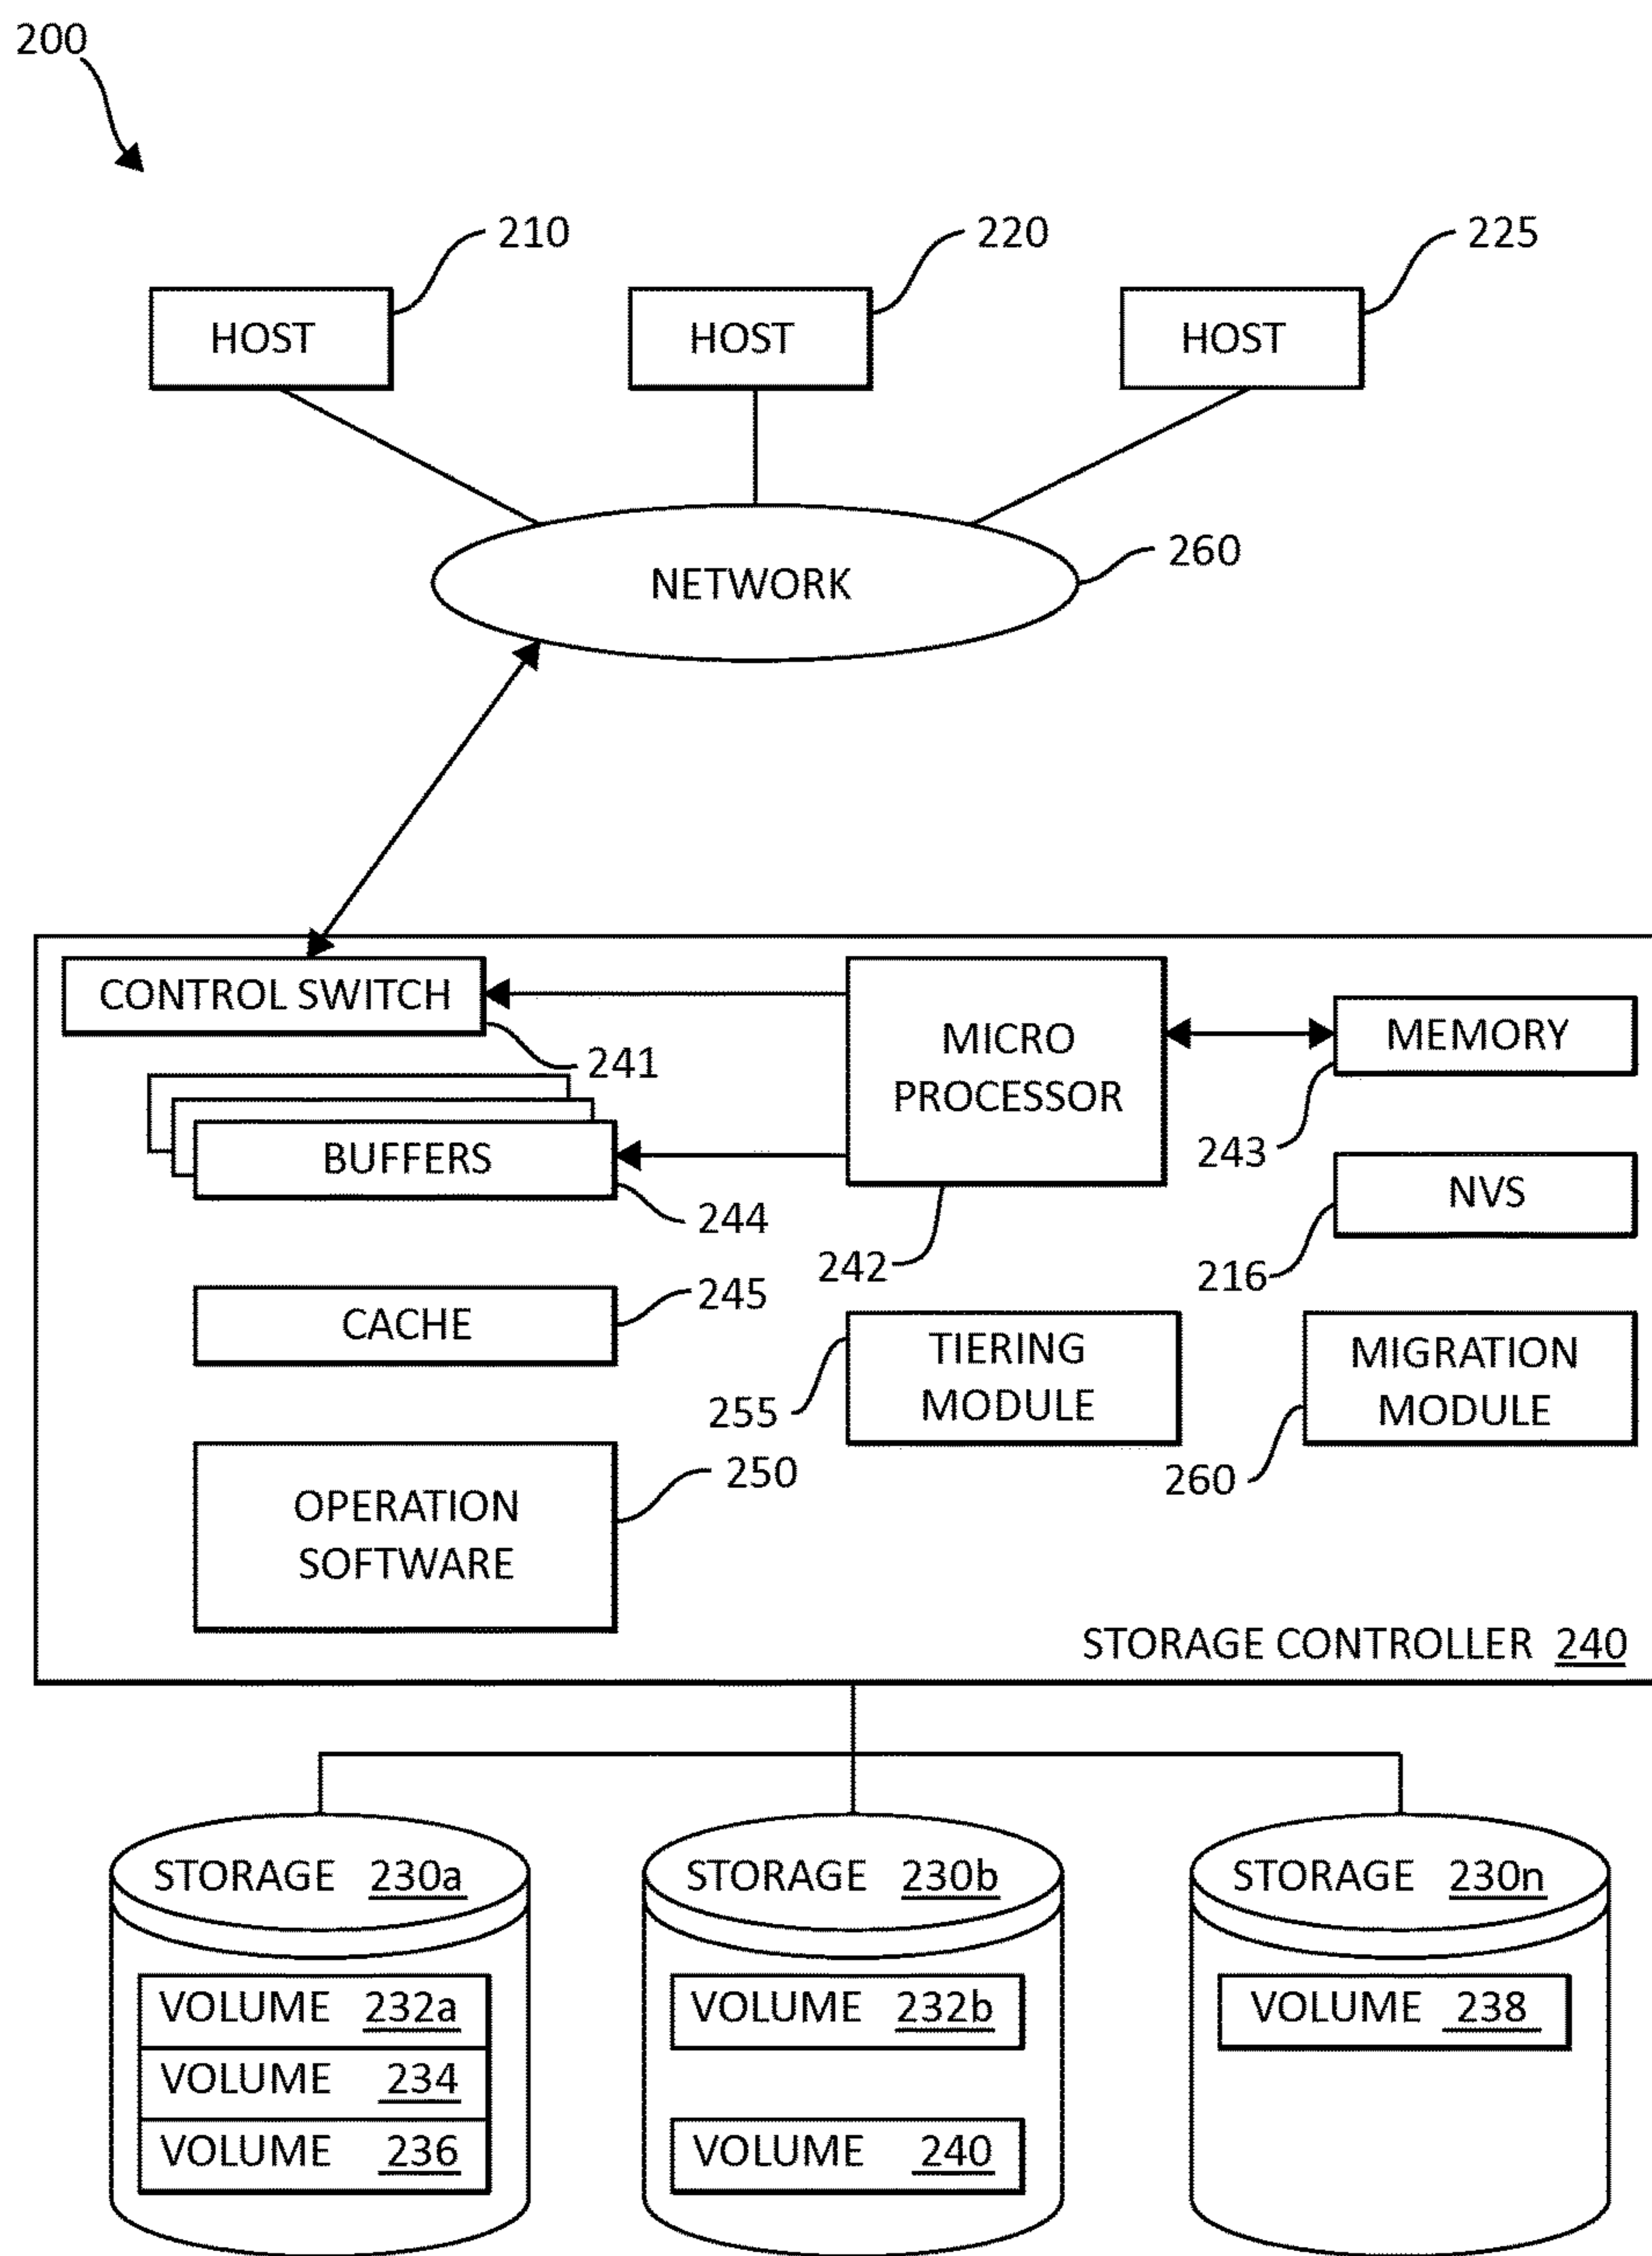 200
210
220
225
HOST
HOST
HOST
260
NETWORK
CONTROL SWITCH
241
MICRO
PROCESSOR
242
MEMORY
243
BUFFERS
244
NVS
216
CACHE
245
TIERING
MODULE
255
MIGRATION
MODULE
260
OPERATION
SOFTWARE
250
STORAGE CONTROLLER 240
STORAGE 230a
VOLUME 232a
VOLUME 234
VOLUME 236
STORAGE 230b
VOLUME 232b
VOLUME 240
STORAGE 230n
VOLUME 238